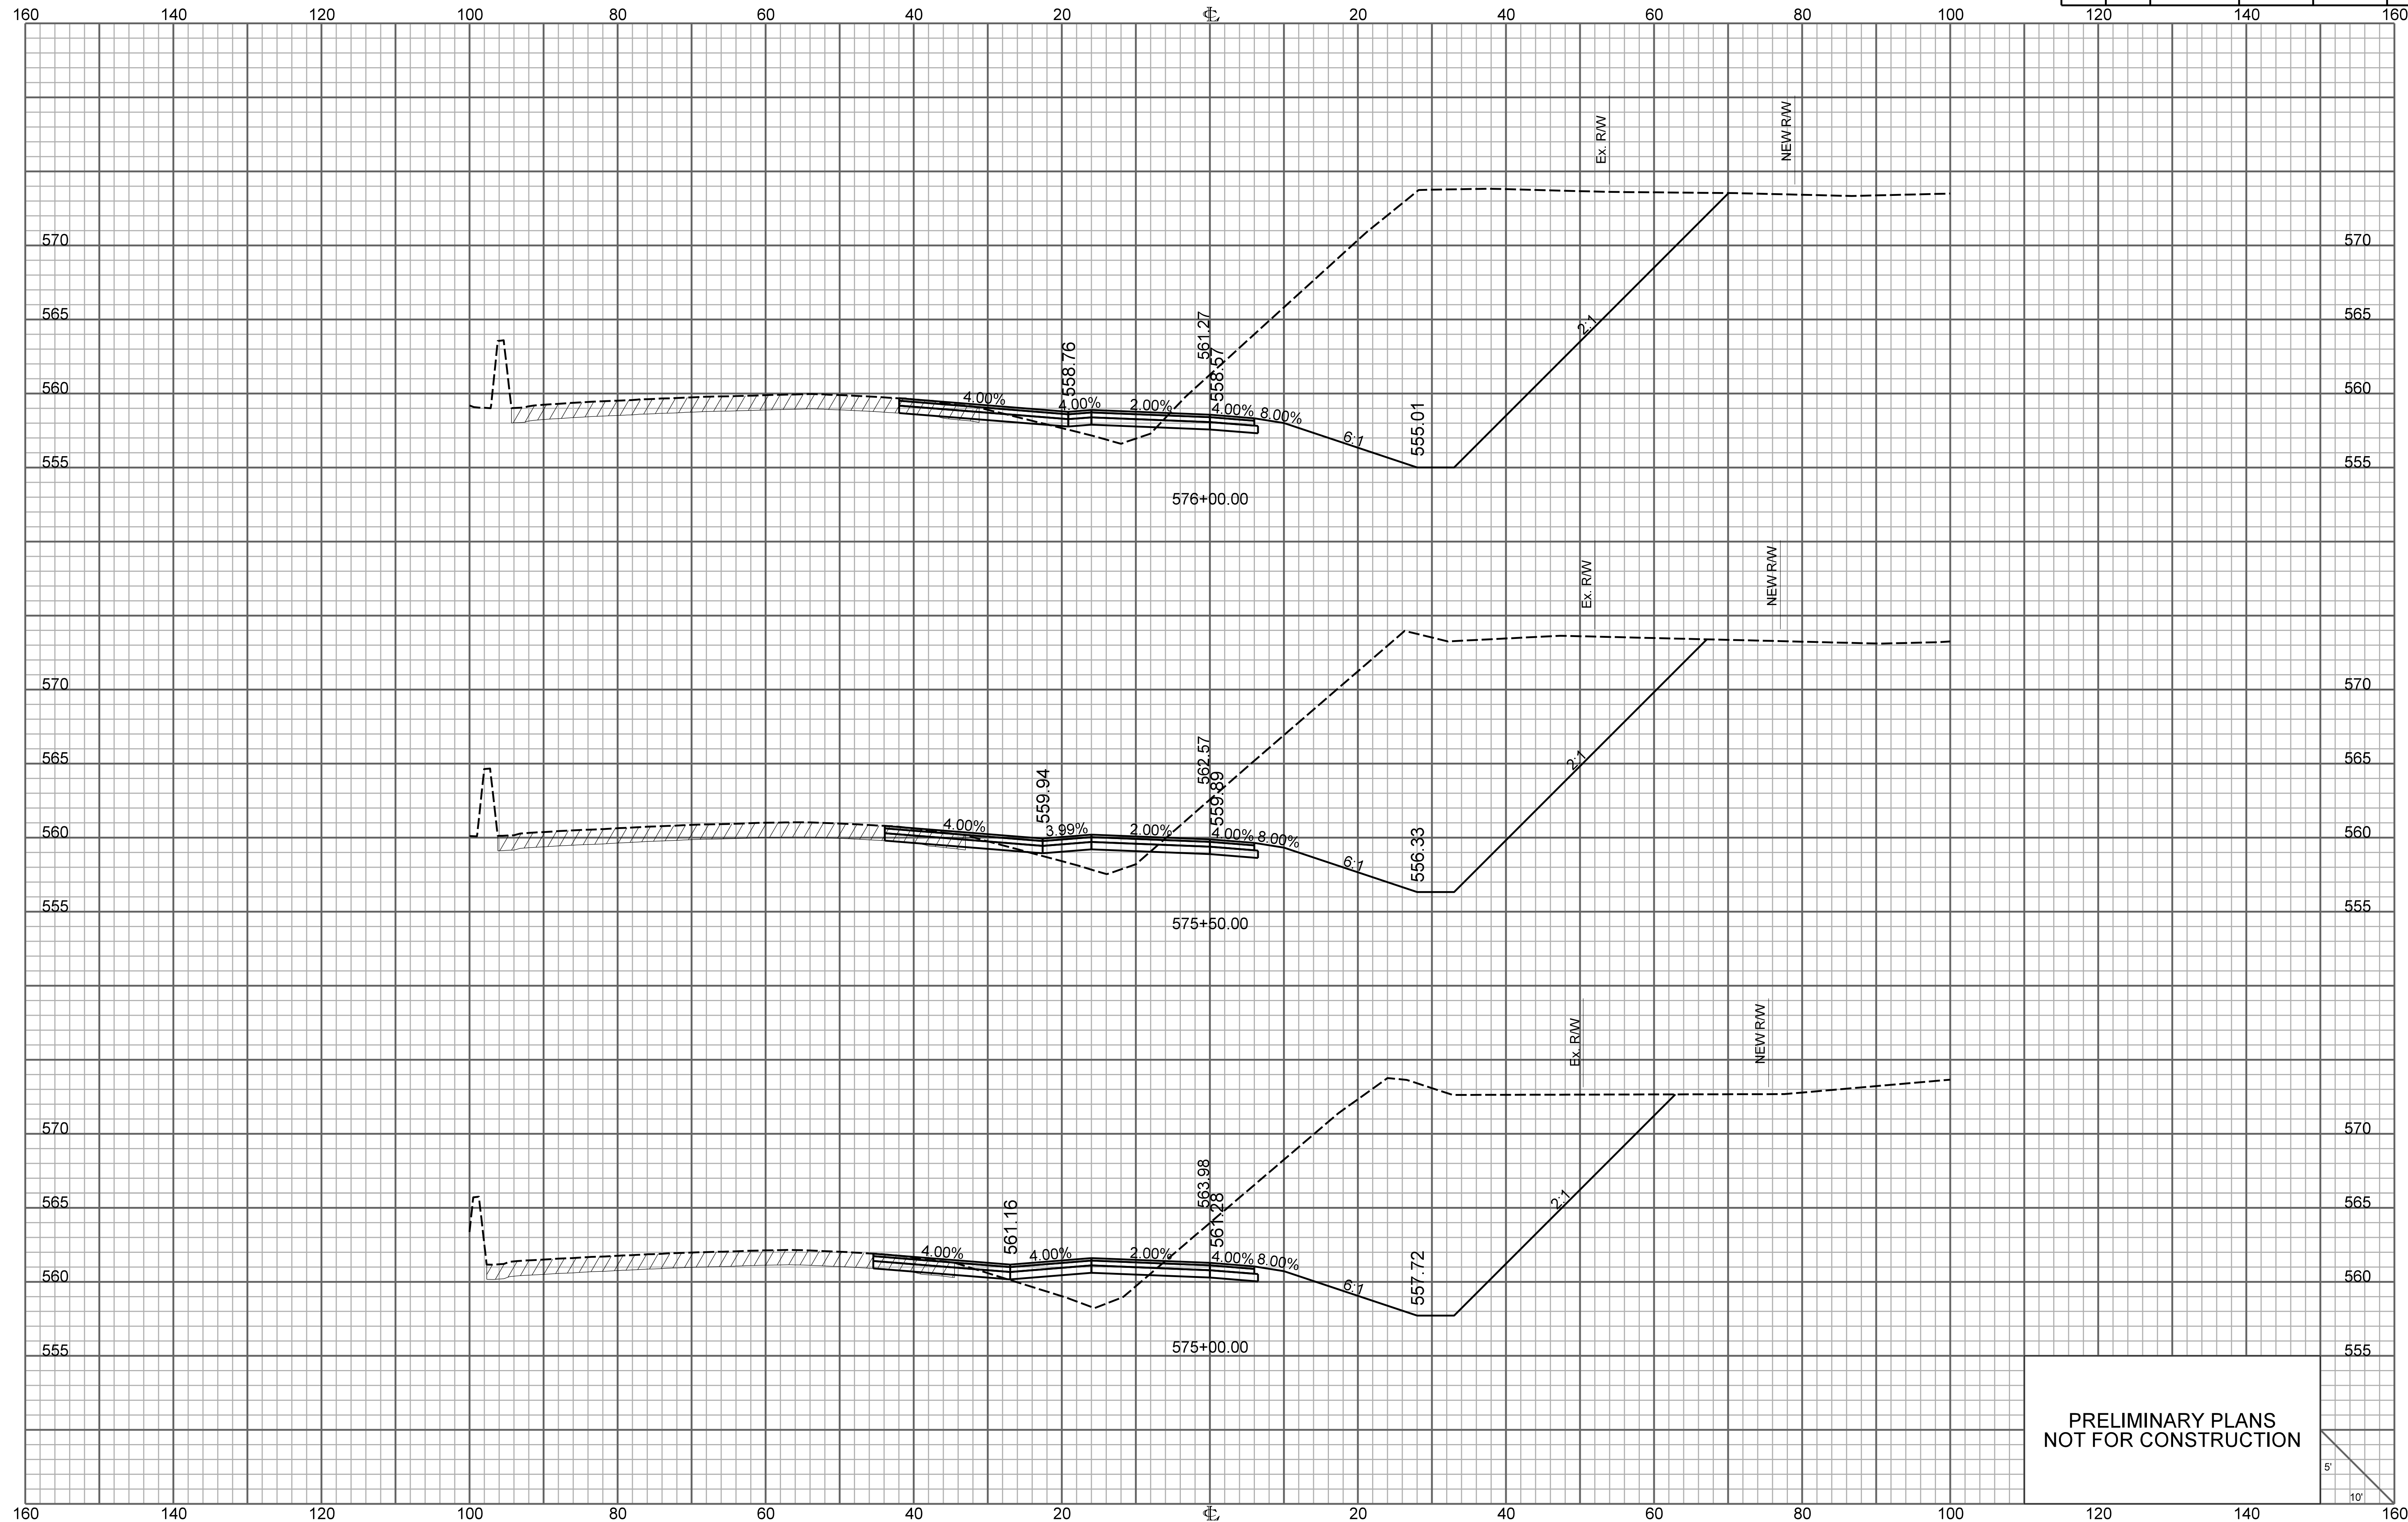 160 140 120 100 80 60 40 20 ℄ 20 40 60 80 100 120 140 160
Ex. R/W
NEW R/W
570 570
565 565
560 560
555 555
561.27
558.76
558.57
555.01
4.00% 4.00% 2.00% 4.00% 8.00%
6:1
2:1
576+00.00
Ex. R/W
NEW R/W
570 570
565 565
560 560
555 555
562.57
559.94
559.89
556.33
4.00% 3.99% 2.00% 4.00% 8.00%
6:1
2:1
575+50.00
Ex. R/W
NEW R/W
570 570
565 565
560 560
555 555
563.98
561.16
561.28
557.72
4.00% 4.00% 2.00% 4.00% 8.00%
6:1
2:1
575+00.00
PRELIMINARY PLANS
NOT FOR CONSTRUCTION
5'
10'
160 140 120 100 80 60 40 20 ℄ 20 40 60 80 100 120 140 160